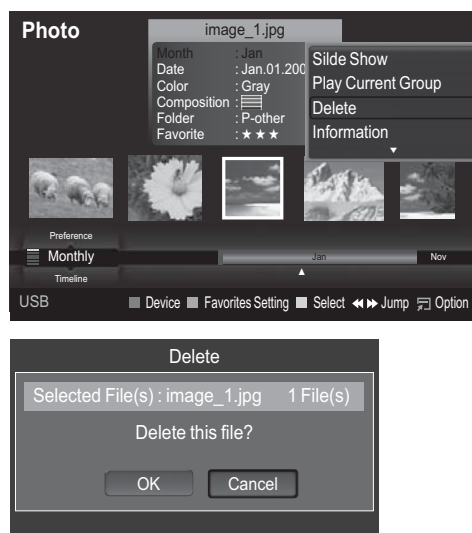 Photo
image_1.jpg
Month : Jan
Date : Jan.01.200
Color : Gray
Composition :
Folder : P-other
Favorite : ★ ★ ★
Silde Show
Play Current Group
Delete
Information
Preference
Monthly
Timeline
Jan
Nov
USB
Device
Favorites Setting
Select
Jump
Option
Delete
Selected File(s) : image_1.jpg 1 File(s)
Delete this file?
OK
Cancel